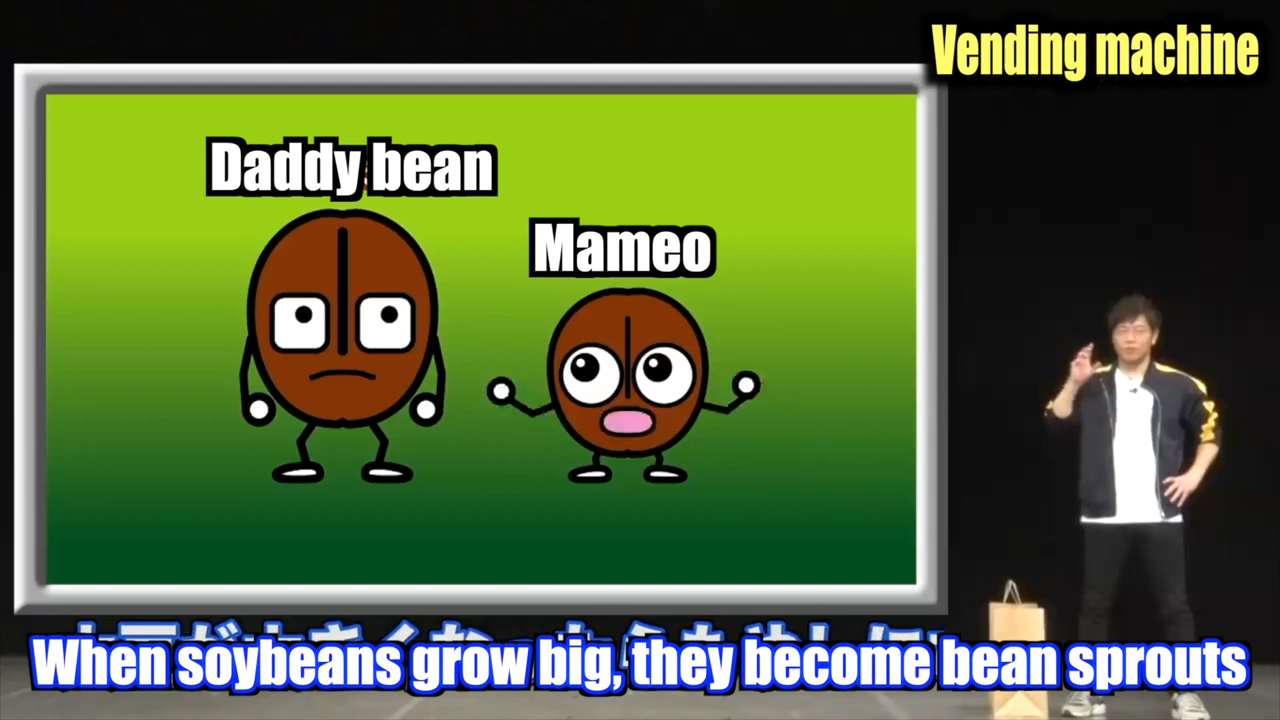 Vending machine
Daddy bean
Mameo
When soybeans grow big, they become bean sprouts